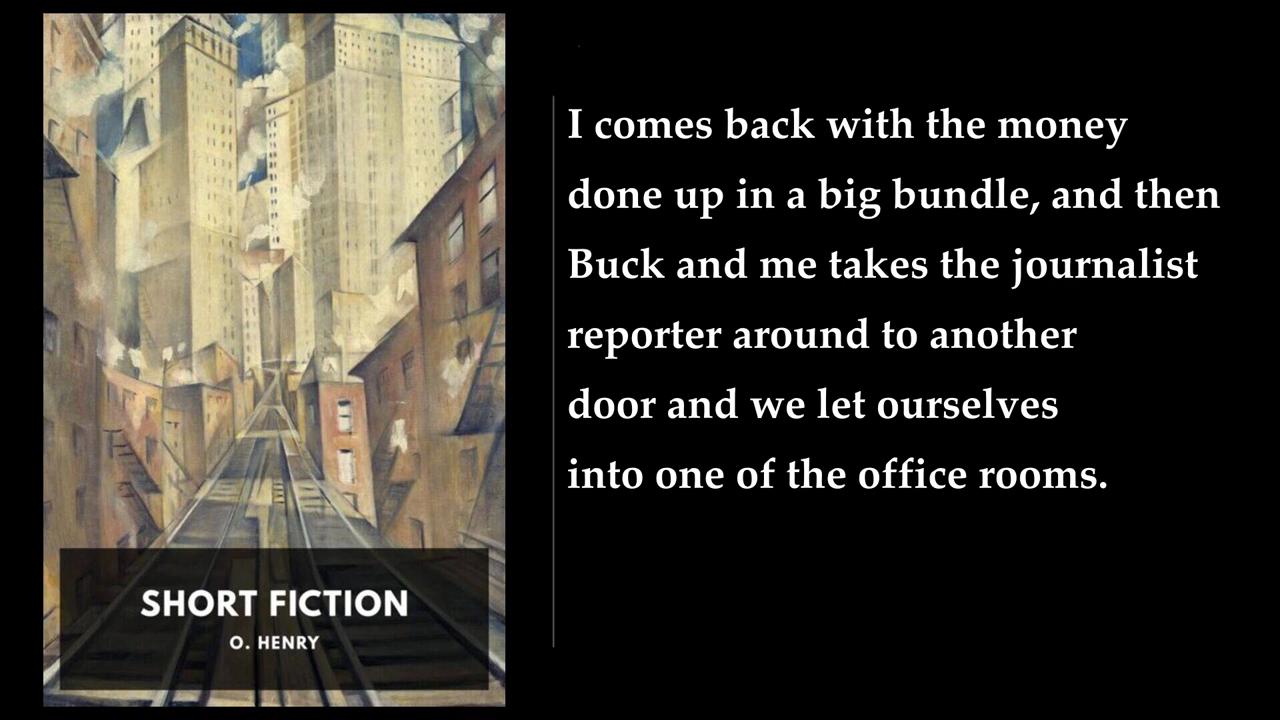 I comes back with the money
done up in a big bundle, and then
Buck and me takes the journalist
reporter around to another
door and we let ourselves
into one of the office rooms.
SHORT FICTION
O. HENRY